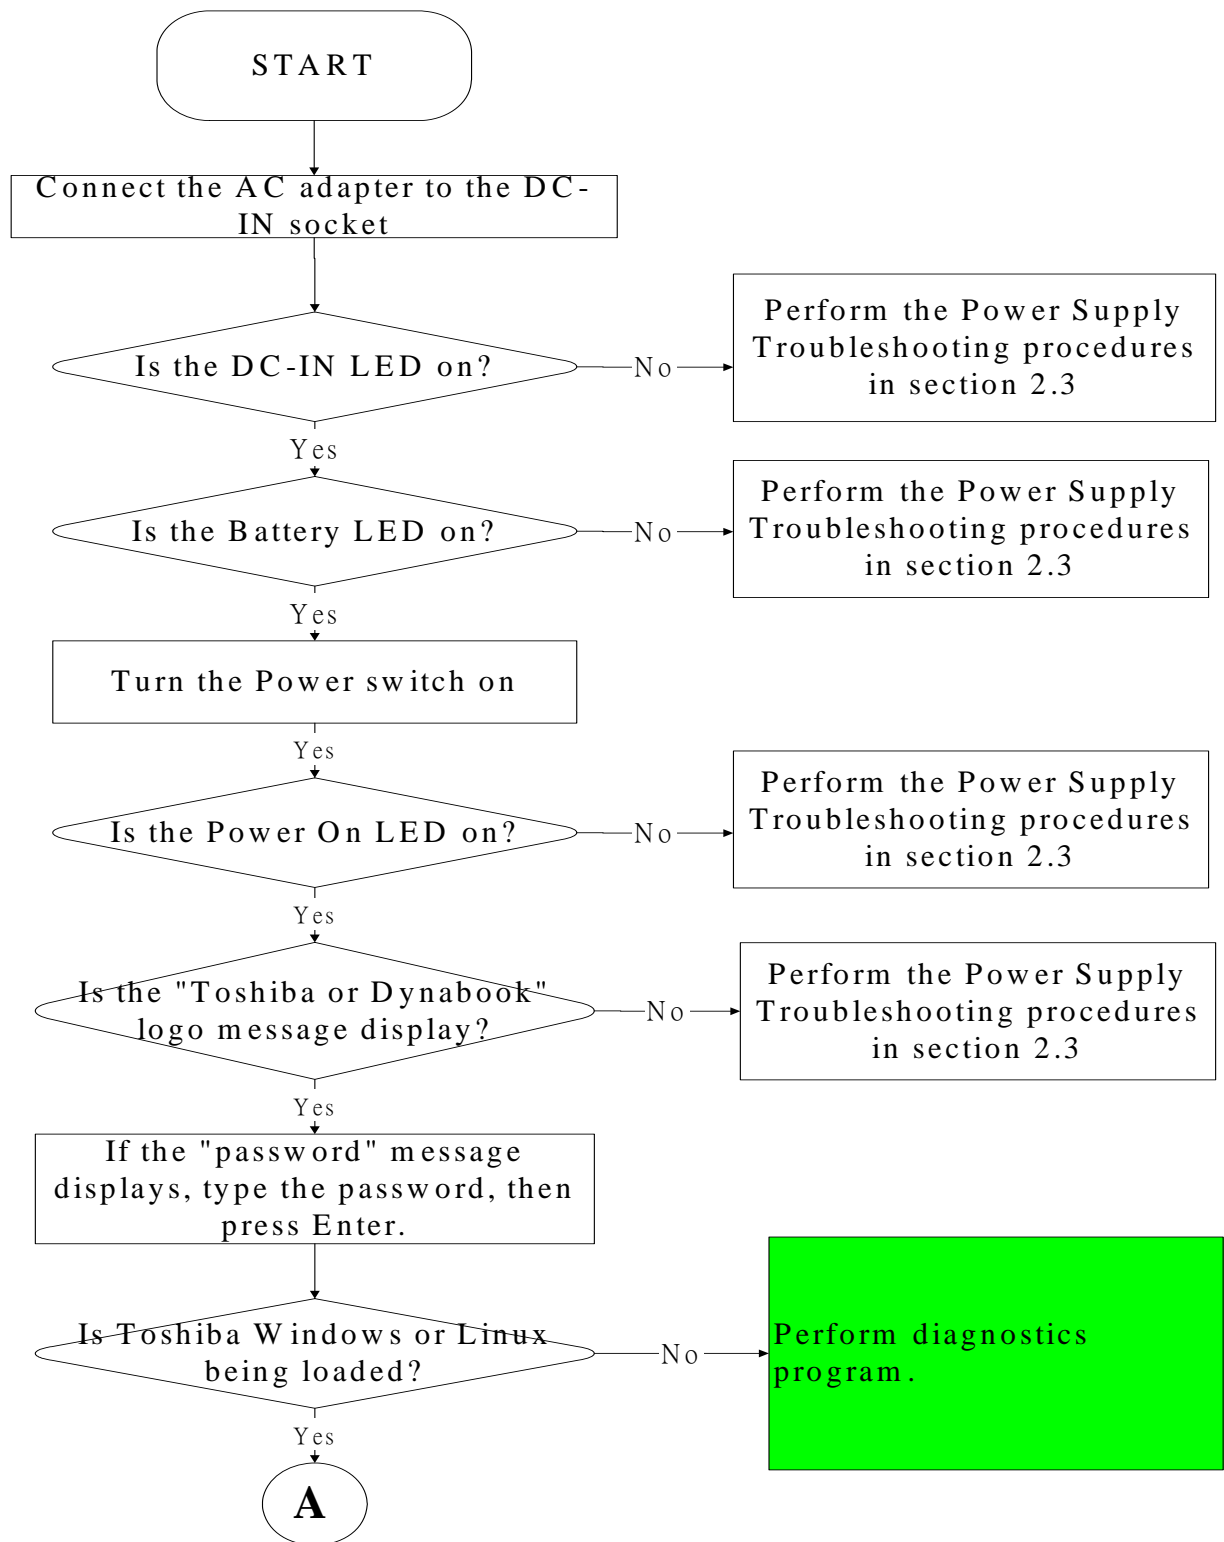 START
Connect the AC adapter to the DC-
IN socket
Is the DC-IN LED on?
No
Perform the Power Supply
Troubleshooting procedures
in section 2.3
Yes
Is the Battery LED on?
No
Perform the Power Supply
Troubleshooting procedures
in section 2.3
Yes
Turn the Power switch on
Yes
Is the Power On LED on?
No
Perform the Power Supply
Troubleshooting procedures
in section 2.3
Yes
Is the "Toshiba or Dynabook"
logo message display?
No
Perform the Power Supply
Troubleshooting procedures
in section 2.3
Yes
If the "password" message
displays, type the password, then
press Enter.
Is Toshiba Windows or Linux
being loaded?
No
Perform diagnostics
program.
Yes
A